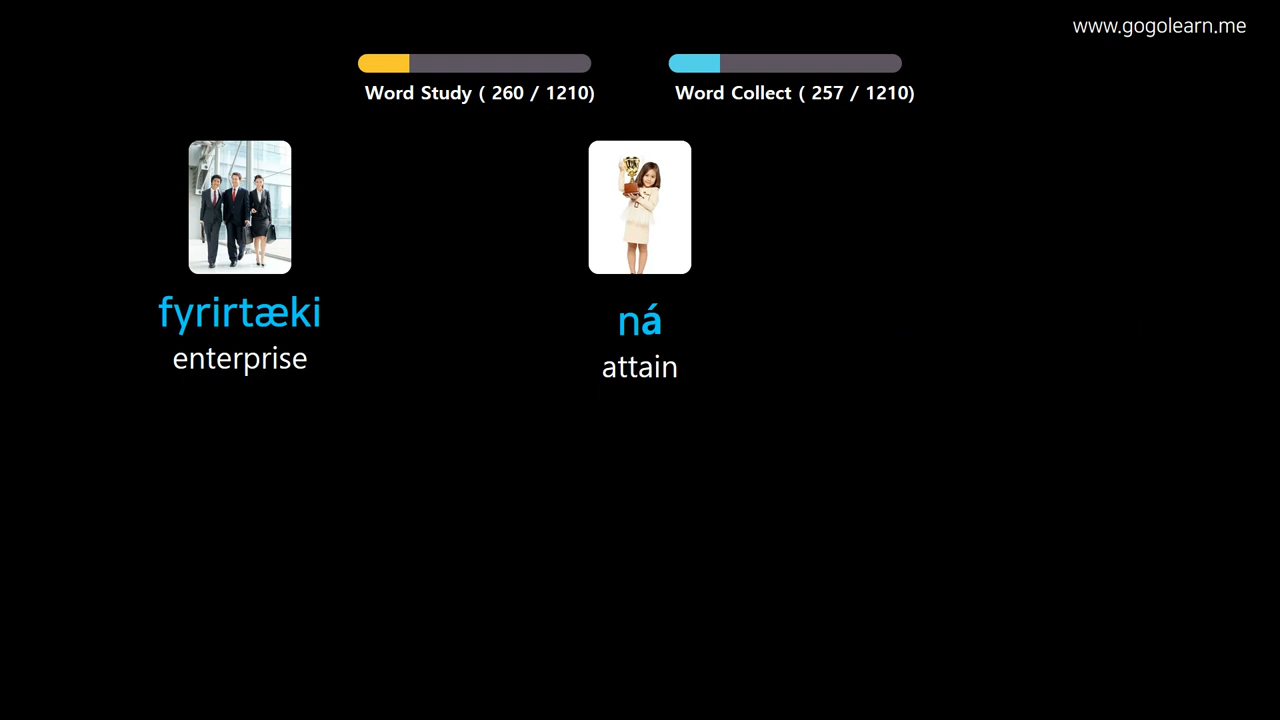 www.gogolearn.me
Word Study ( 260 / 1210)
Word Collect ( 257 / 1210)
fyrirtæki
enterprise
ná
attain